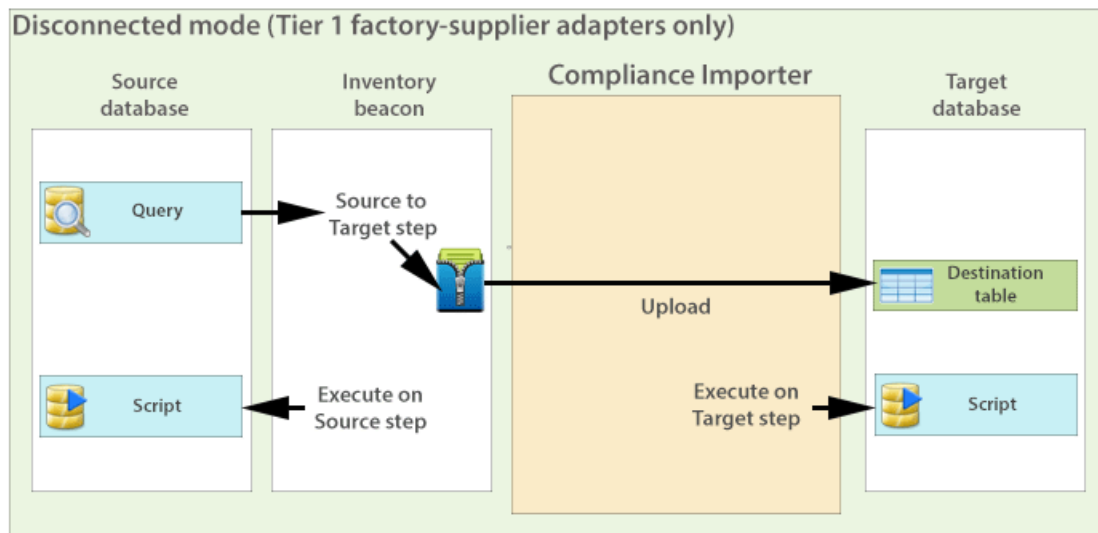 Disconnected mode (Tier 1 factory-supplier adapters only)
Source
database
Inventory
beacon
Compliance Importer
Target
database
Query
Source to
Target step
Destination
table
Upload
Script
Execute on
Source step
Execute on
Target step
Script